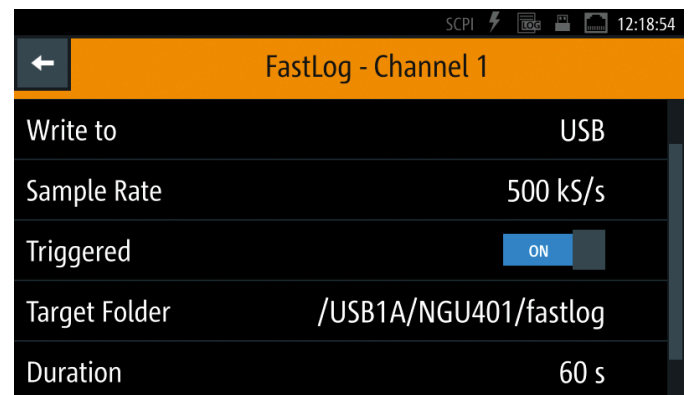 SCPI LOG 12:18:54
FastLog - Channel 1
Write to USB
Sample Rate 500 kS/s
Triggered ON
Target Folder /USB1A/NGU401/fastlog
Duration 60 s